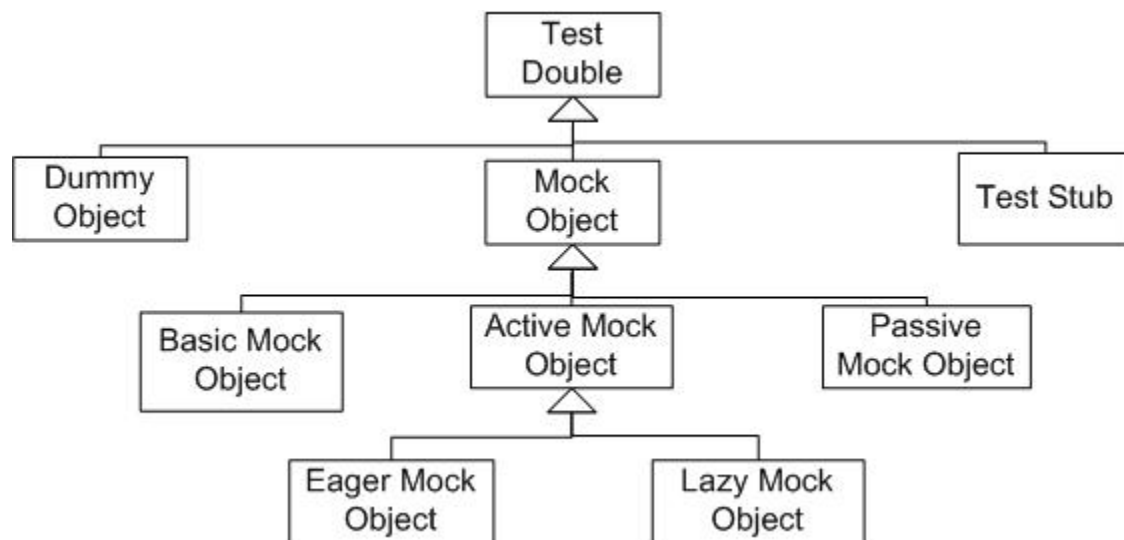 Test
Double
Dummy
Object
Mock
Object
Test Stub
Basic Mock
Object
Active Mock
Object
Passive
Mock Object
Eager Mock
Object
Lazy Mock
Object